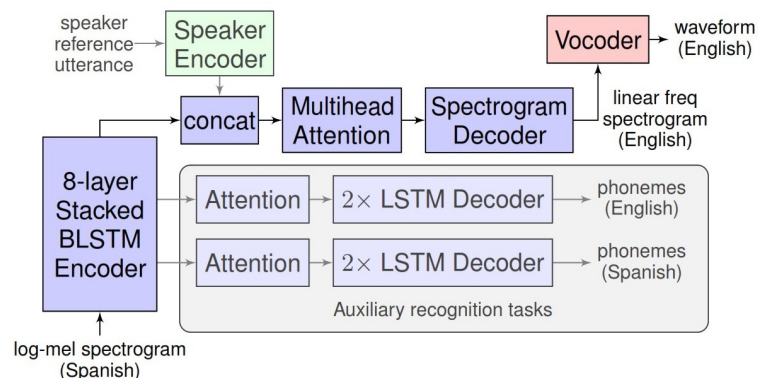 speaker
reference
utterance
Speaker
Encoder
Vocoder
waveform
(English)
concat
Multihead
Attention
Spectrogram
Decoder
linear freq
spectrogram
(English)
8-layer
Stacked
BLSTM
Encoder
Attention
2× LSTM Decoder
phonemes
(English)
Attention
2× LSTM Decoder
phonemes
(Spanish)
Auxiliary recognition tasks
log-mel spectrogram
(Spanish)